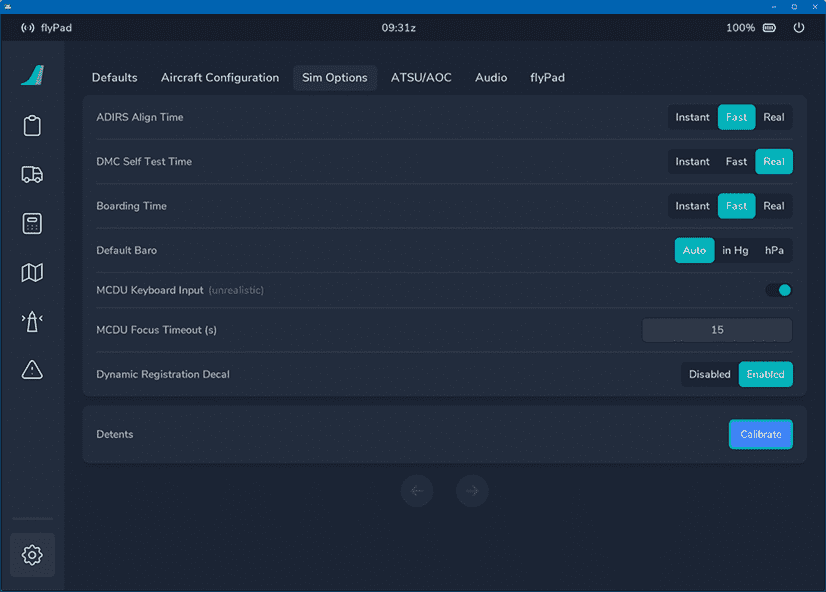 flyPad 09:31z 100%
Defaults Aircraft Configuration Sim Options ATSU/AOC Audio flyPad
ADIRS Align Time Instant Fast Real
DMC Self Test Time Instant Fast Real
Boarding Time Instant Fast Real
Default Baro Auto in Hg hPa
MCDU Keyboard Input (unrealistic)
MCDU Focus Timeout (s) 15
Dynamic Registration Decal Disabled Enabled
Detents Calibrate